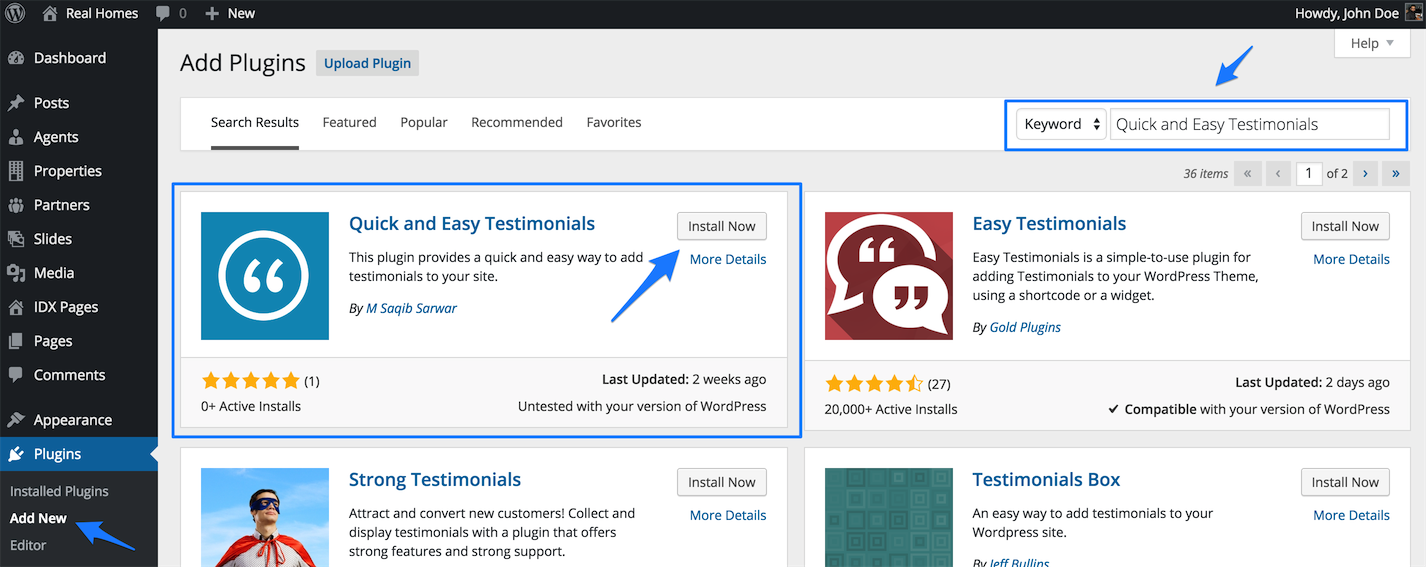 Real Homes 0 + New Howdy, John Doe
Dashboard
Posts
Agents
Properties
Partners
Slides
Media
IDX Pages
Pages
Comments
Appearance
Plugins
Installed Plugins
Add New
Editor
Help
Add Plugins Upload Plugin
Search Results Featured Popular Recommended Favorites Keyword Quick and Easy Testimonials
36 items « ‹ 1 of 2 › »
Quick and Easy Testimonials
Install Now
This plugin provides a quick and easy way to add
testimonials to your site.
More Details
By M Saqib Sarwar
(1) Last Updated: 2 weeks ago
0+ Active Installs Untested with your version of WordPress
Easy Testimonials
Install Now
Easy Testimonials is a simple-to-use plugin for
adding Testimonials to your WordPress Theme,
using a shortcode or a widget.
More Details
By Gold Plugins
(27) Last Updated: 2 days ago
20,000+ Active Installs ✔ Compatible with your version of WordPress
Strong Testimonials
Install Now
Attract and convert new customers! Collect and
display testimonials with a plugin that offers
strong features and strong support.
More Details
Testimonials Box
Install Now
An easy way to add testimonials to your
Wordpress site.
More Details
By Jeff Bullins